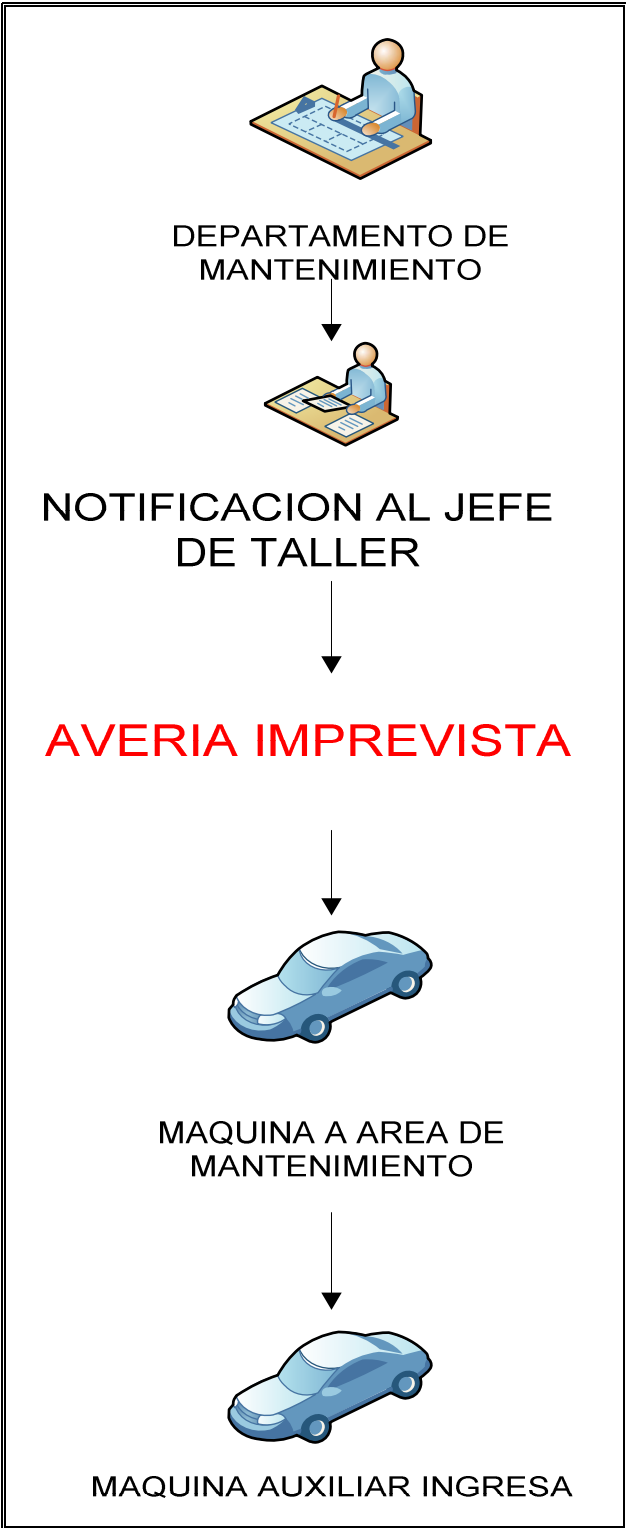 DEPARTAMENTO DE
MANTENIMIENTO
NOTIFICACION AL JEFE
DE TALLER
AVERIA IMPREVISTA
MAQUINA A AREA DE
MANTENIMIENTO
MAQUINA AUXILIAR INGRESA